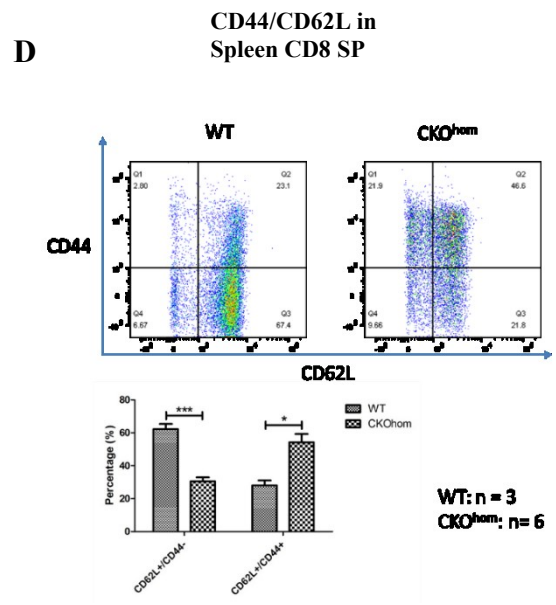 D
CD44/CD62L in
Spleen CD8 SP
WT
CKOhom
Q1
2.80
Q2
23.1
Q1
21.9
Q2
46.6
CD44
Q4
6.67
Q3
67.4
Q4
9.66
Q3
21.8
CD62L
Percentage (%)
80
60
40
20
0
***
*
WT
CKOhom
CD62L+/CD44-
CD62L+/CD44+
WT: n = 3
CKOhom: n= 6